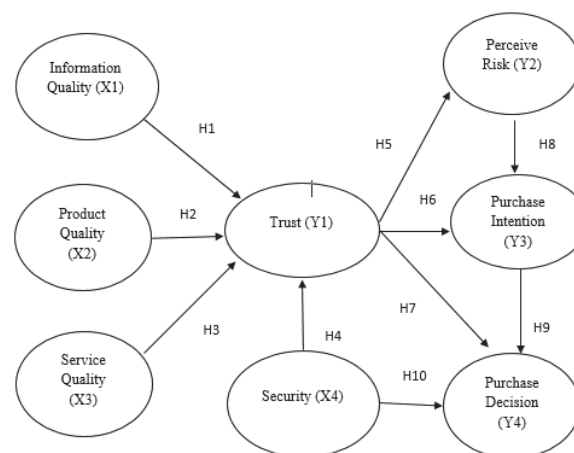 Perceive
Risk (Y2)
Information
Quality (X1)
H1
H5
H8
Product
Quality
(X2)
H2
Trust (Y1)
H6
Purchase
Intention
(Y3)
H3
H7
H9
Service
Quality
(X3)
H4
Security (X4)
H10
Purchase
Decision
(Y4)